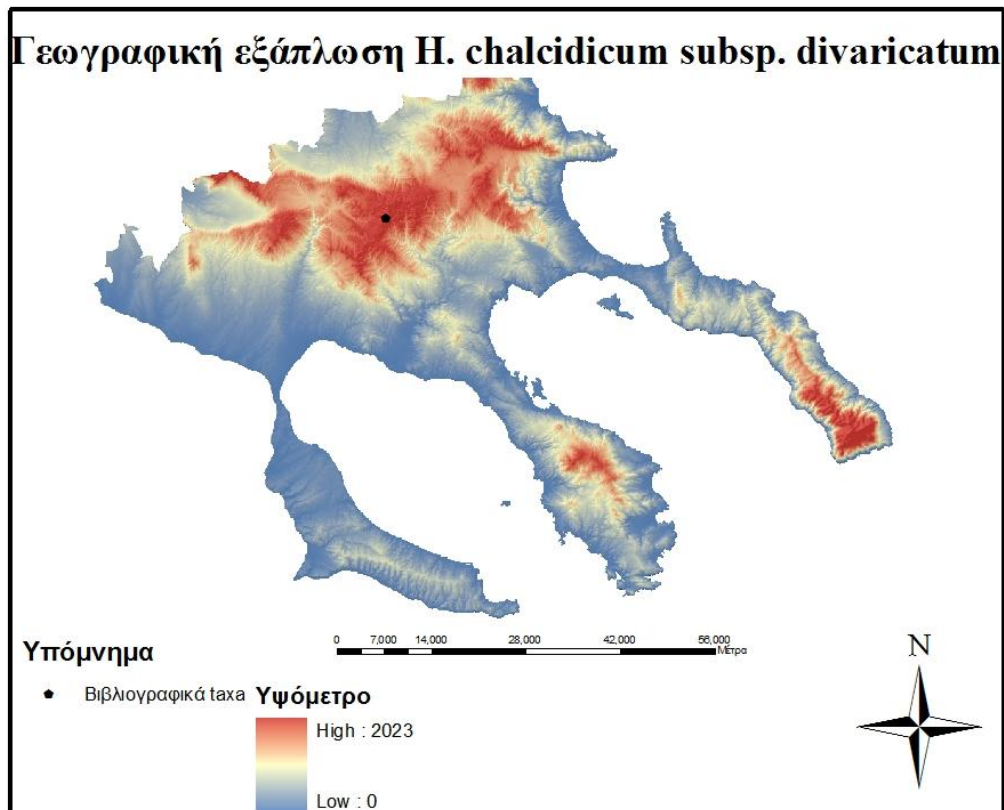 Γεωγραφική εξάπλωση H. chalcidicum subsp. divaricatum
Υπόμνημα
Βιβλιογραφικά taxa
Υψόμετρο
High : 2023
Low : 0
0 7,000 14,000 28,000 42,000 56,000
Μέτρα
N